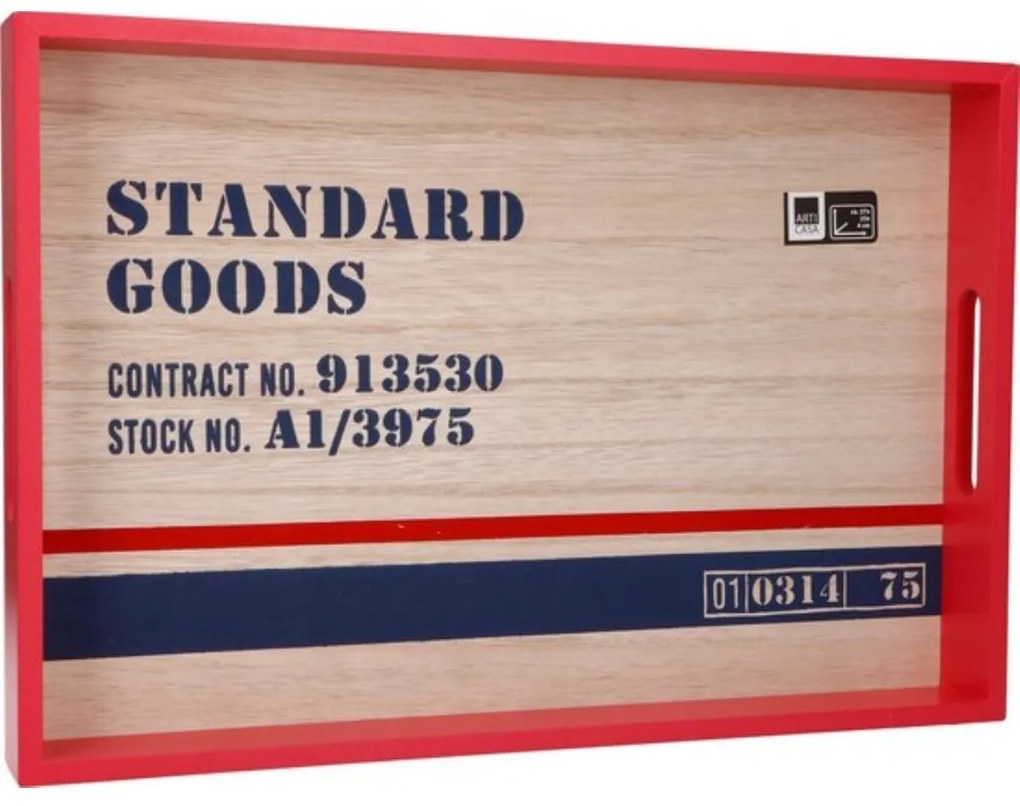 STANDARD
GOODS
CONTRACT NO. 913530
STOCK NO. A1/3975
ARTI
CASA
01 0314 75